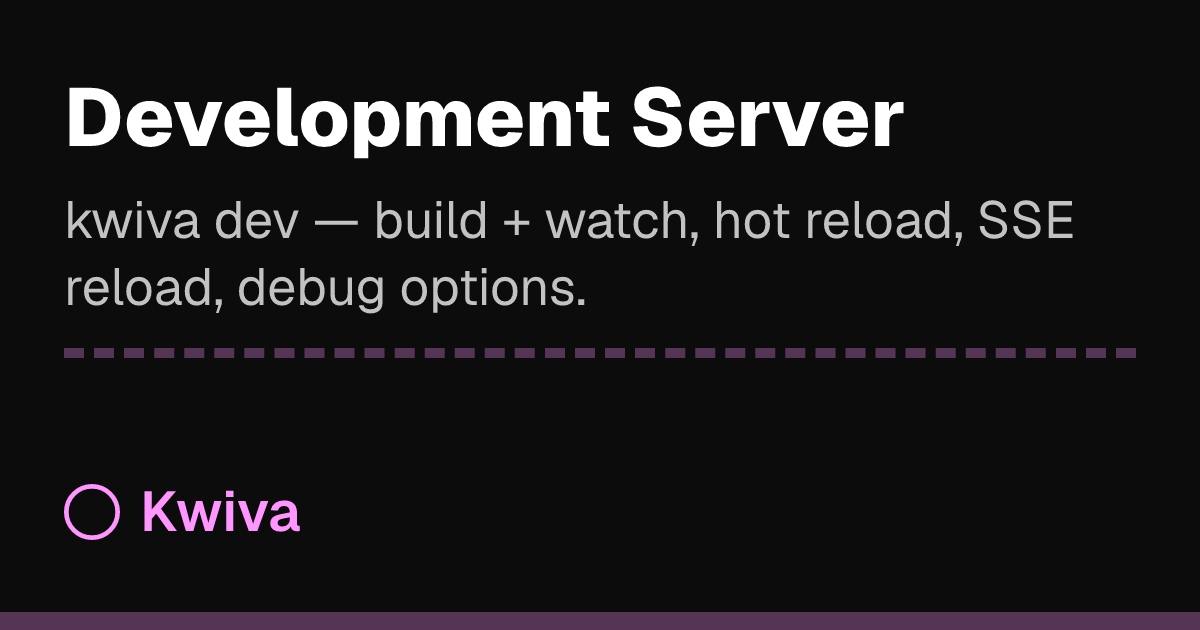 Development Server
kwiva dev — build + watch, hot reload, SSE
reload, debug options.
Kwiva